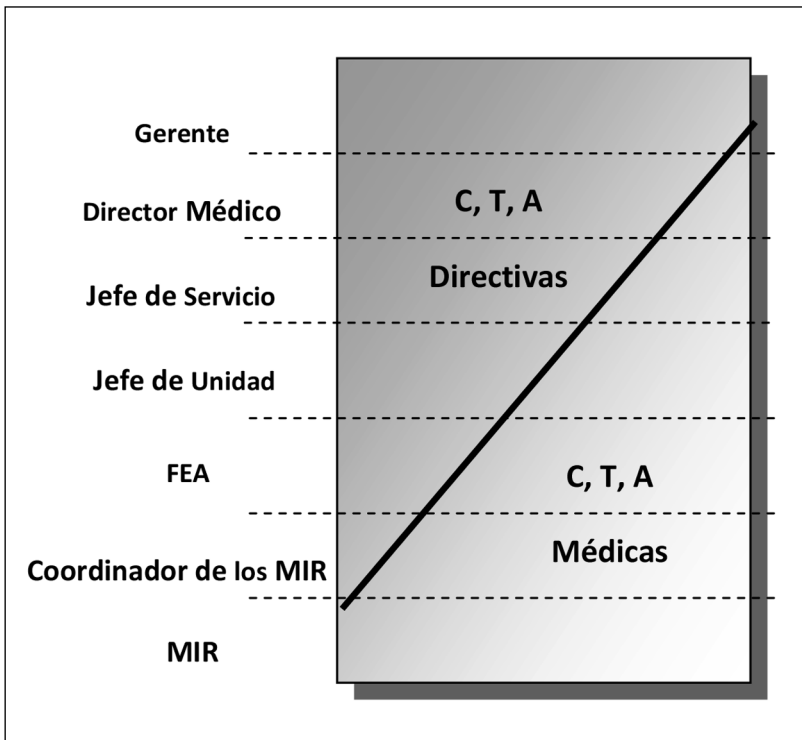 Gerente
Director Médico
C, T, A
Directivas
Jefe de Servicio
Jefe de Unidad
FEA
C, T, A
Médicas
Coordinador de los MIR
MIR